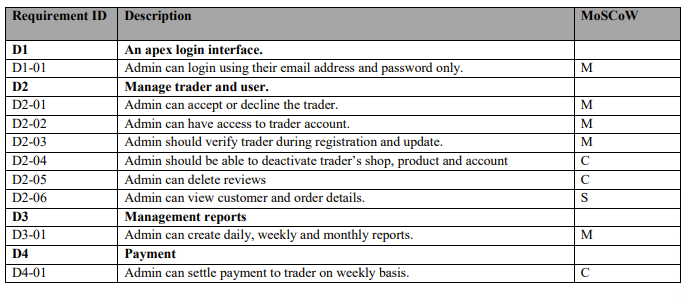 Requirement ID Description MoSCoW
D1 An apex login interface.
D1-01 Admin can login using their email address and password only. M
D2 Manage trader and user.
D2-01 Admin can accept or decline the trader. M
D2-02 Admin can have access to trader account. M
D2-03 Admin should verify trader during registration and update. M
D2-04 Admin should be able to deactivate trader's shop, product and account C
D2-05 Admin can delete reviews C
D2-06 Admin can view customer and order details. S
D3 Management reports
D3-01 Admin can create daily, weekly and monthly reports. M
D4 Payment
D4-01 Admin can settle payment to trader on weekly basis. C